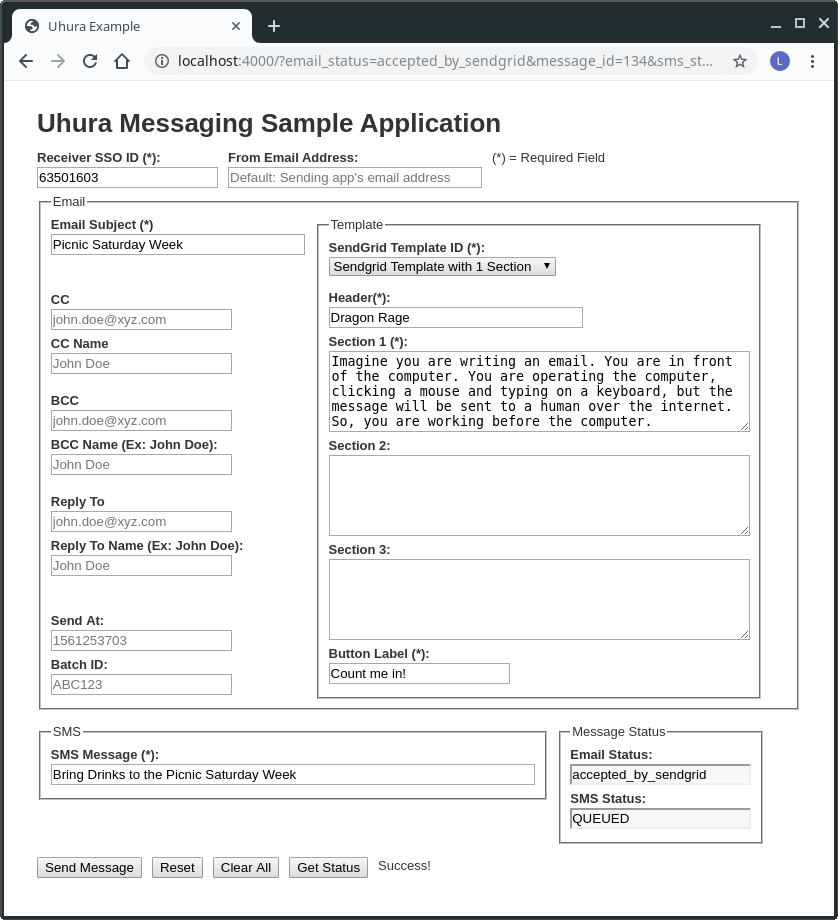 Uhura Example
localhost:4000/?email_status=accepted_by_sendgrid&message_id=134&sms_st...
L
Uhura Messaging Sample Application
Receiver SSO ID (*): From Email Address: (*) = Required Field
63501603 Default: Sending app's email address
Email
Email Subject (*)
Picnic Saturday Week
CC
john.doe@xyz.com
CC Name
John Doe
BCC
john.doe@xyz.com
BCC Name (Ex: John Doe):
John Doe
Reply To
john.doe@xyz.com
Reply To Name (Ex: John Doe):
John Doe
Send At:
1561253703
Batch ID:
ABC123
Template
SendGrid Template ID (*):
Sendgrid Template with 1 Section
Header(*):
Dragon Rage
Section 1 (*):
Imagine you are writing an email. You are in front
of the computer. You are operating the computer,
clicking a mouse and typing on a keyboard, but the
message will be sent to a human over the internet.
So, you are working before the computer.
Section 2:
Section 3:
Button Label (*):
Count me in!
SMS
SMS Message (*):
Bring Drinks to the Picnic Saturday Week
Message Status
Email Status:
accepted_by_sendgrid
SMS Status:
QUEUED
Send Message Reset Clear All Get Status Success!